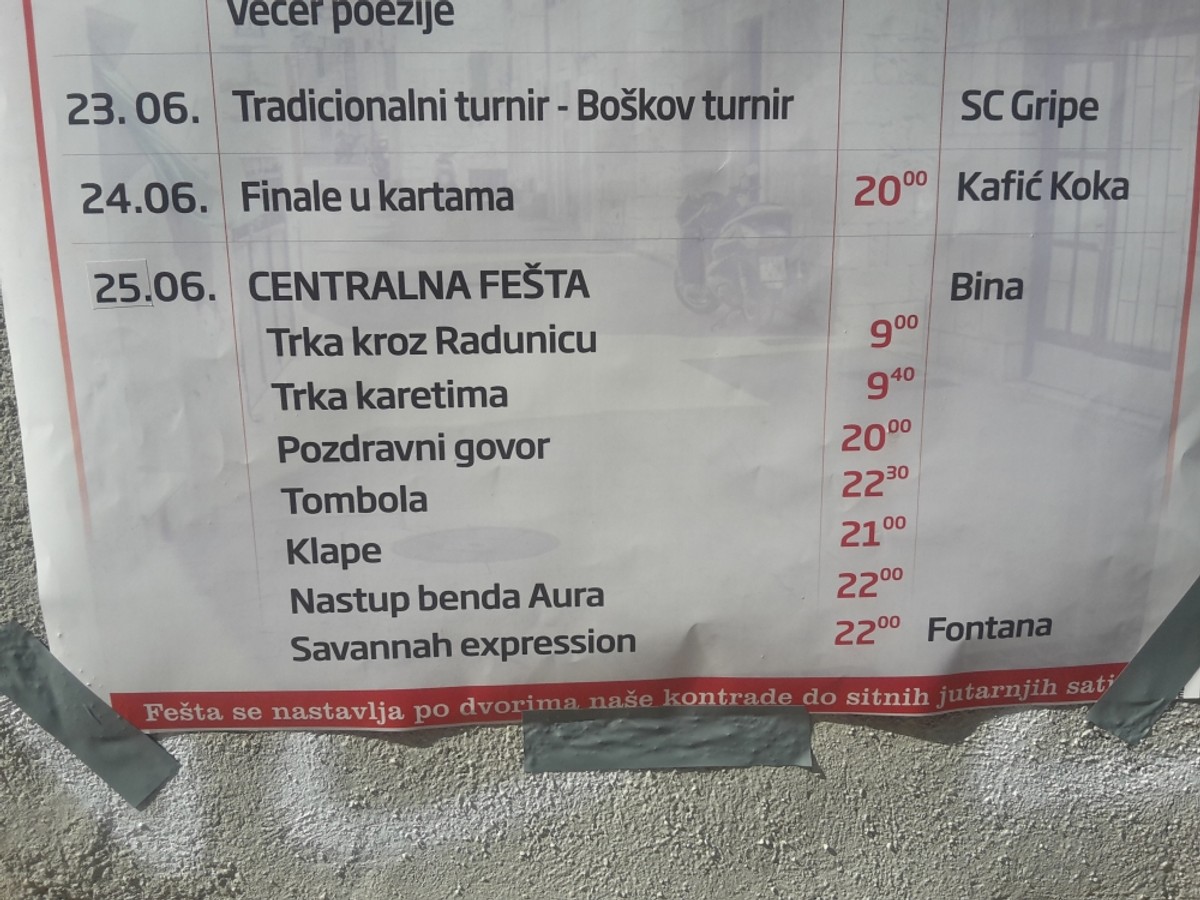 Večer poezije
23. 06. Tradicionalni turnir - Boškov turnir SC Gripe
24.06. Finale u kartama 20⁰⁰ Kafić Koka
25.06. CENTRALNA FEŠTA Bina
Trka kroz Radunicu 9⁰⁰
Trka karetima 9⁴⁰
Pozdravni govor 20⁰⁰
Tombola 22³⁰
Klape 21⁰⁰
Nastup benda Aura 22⁰⁰
Savannah expression 22⁰⁰ Fontana
Fešta se nastavlja po dvorima naše kontrade do sitnih jutarnjih sati